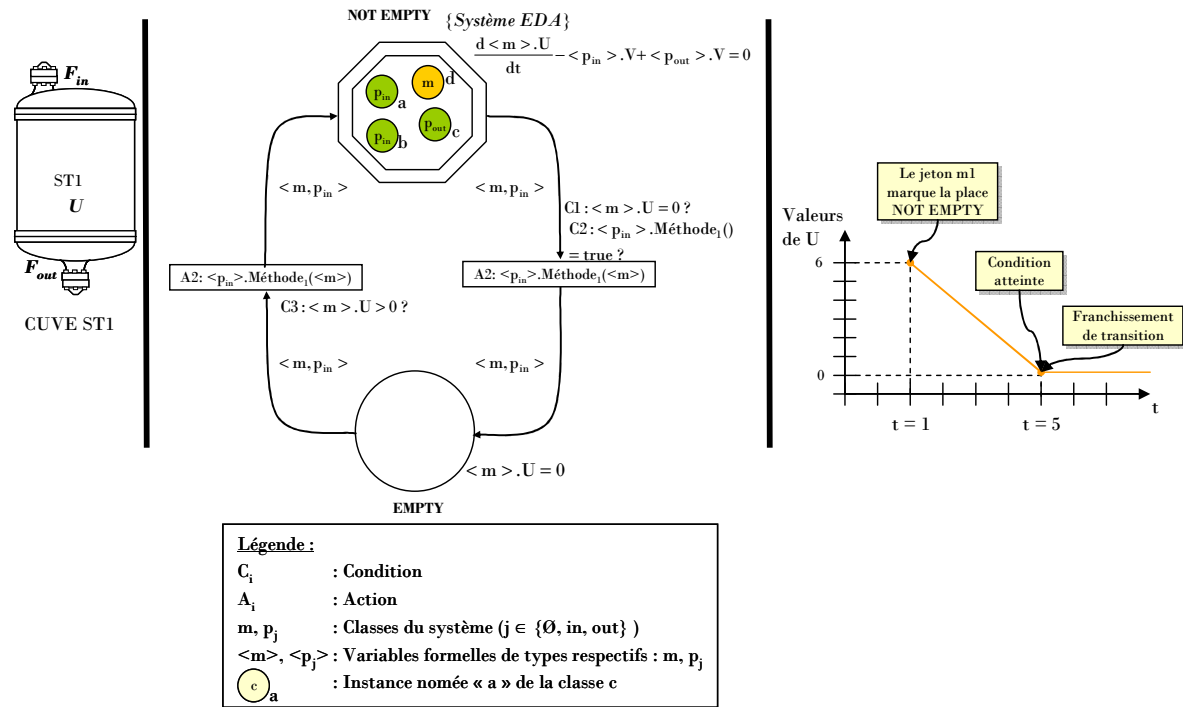 F_in
ST1
U
F_out
CUVE ST1
NOT EMPTY
{Système EDA}
d<m>.U/dt − <p_in>.V + <p_out>.V = 0
p_in a
m d
p_in b
p_out c
<m, p_in>
<m, p_in>
C1 : <m>.U = 0 ?
C2 : <p_in>.Méthode_1()
= true ?
A2: <p_in>.Méthode_1(<m>)
A2: <p_in>.Méthode_1(<m>)
C3 : <m>.U > 0 ?
<m, p_in>
<m, p_in>
<m>.U = 0
EMPTY
Le jeton m1
marque la place
NOT EMPTY
Valeurs
de U
Condition
atteinte
Franchissement
de transition
6
0
t
t = 1
t = 5
Légende :
C_i : Condition
A_i : Action
m, p_j : Classes du système (j ∈ {Ø, in, out} )
<m>, <p_j> : Variables formelles de types respectifs : m, p_j
c a : Instance nomée « a » de la classe c